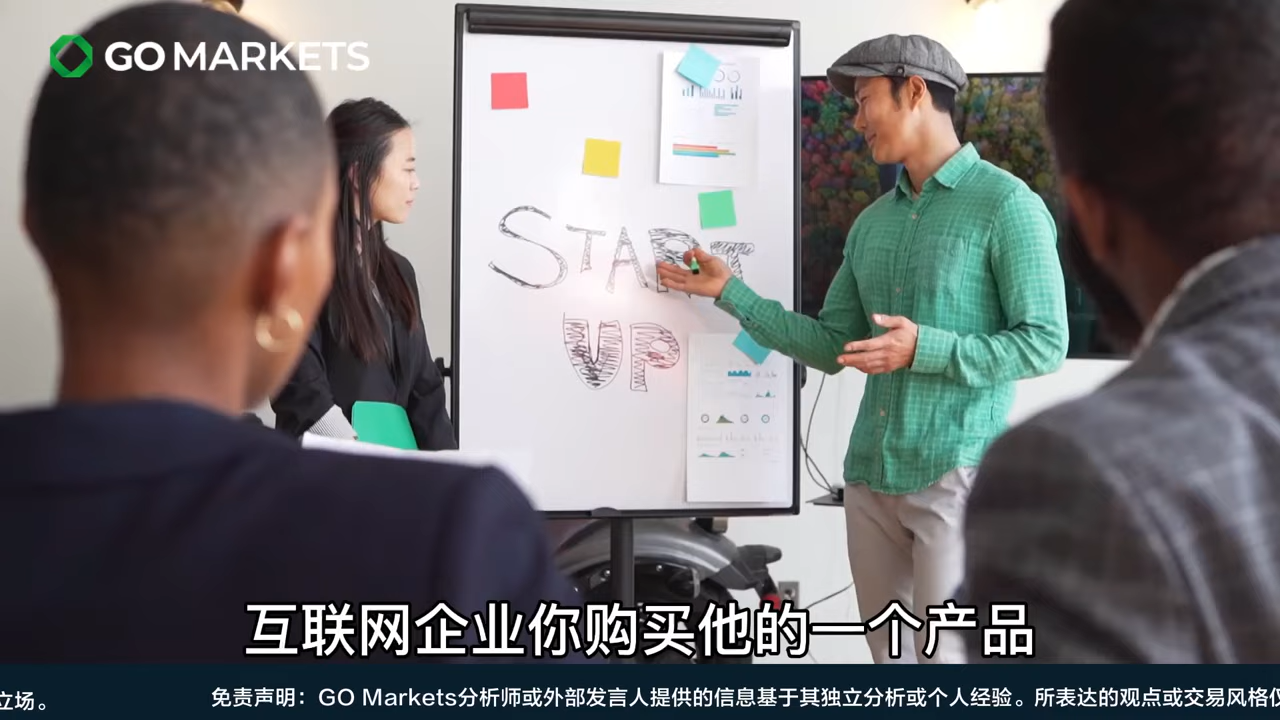 GO MARKETS
START
UP
互联网企业你购买他的一个产品
立场。 免责声明：GO Markets分析师或外部发言人提供的信息基于其独立分析或个人经验。所表达的观点或交易风格仅